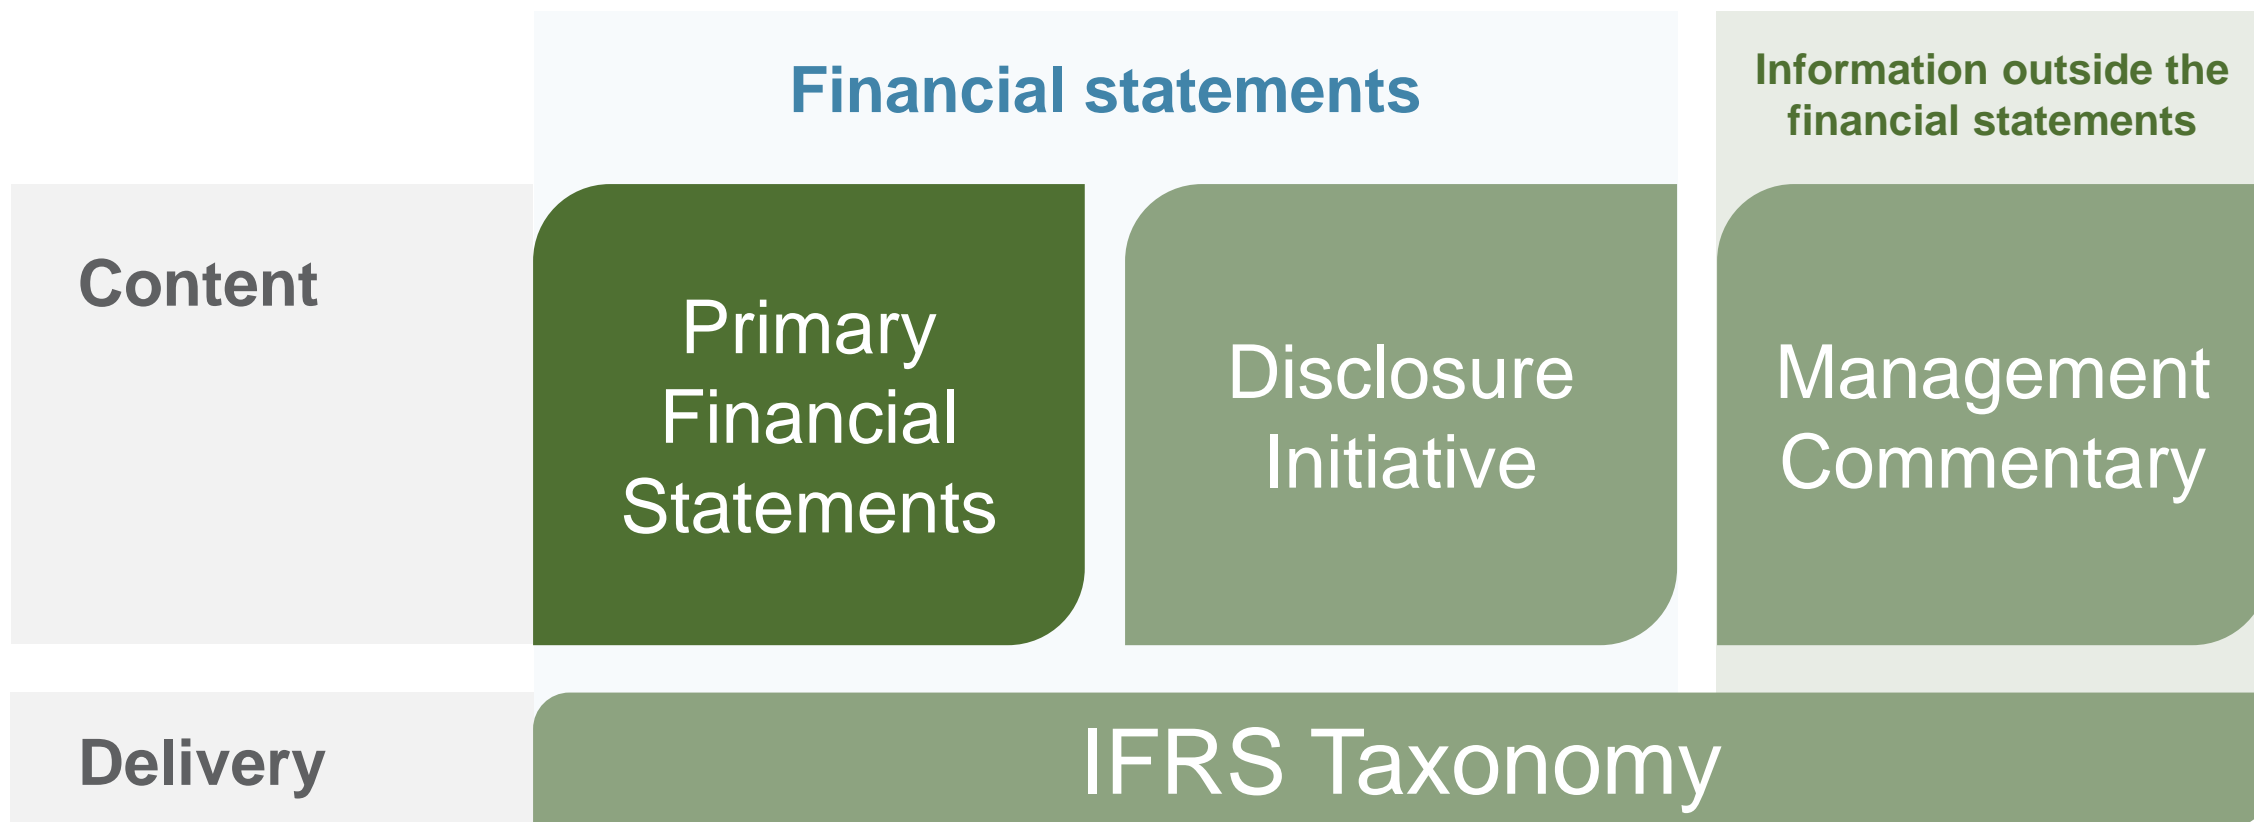 Financial statements
Information outside the
financial statements
Content
Primary
Financial
Statements
Disclosure
Initiative
Management
Commentary
Delivery
IFRS Taxonomy